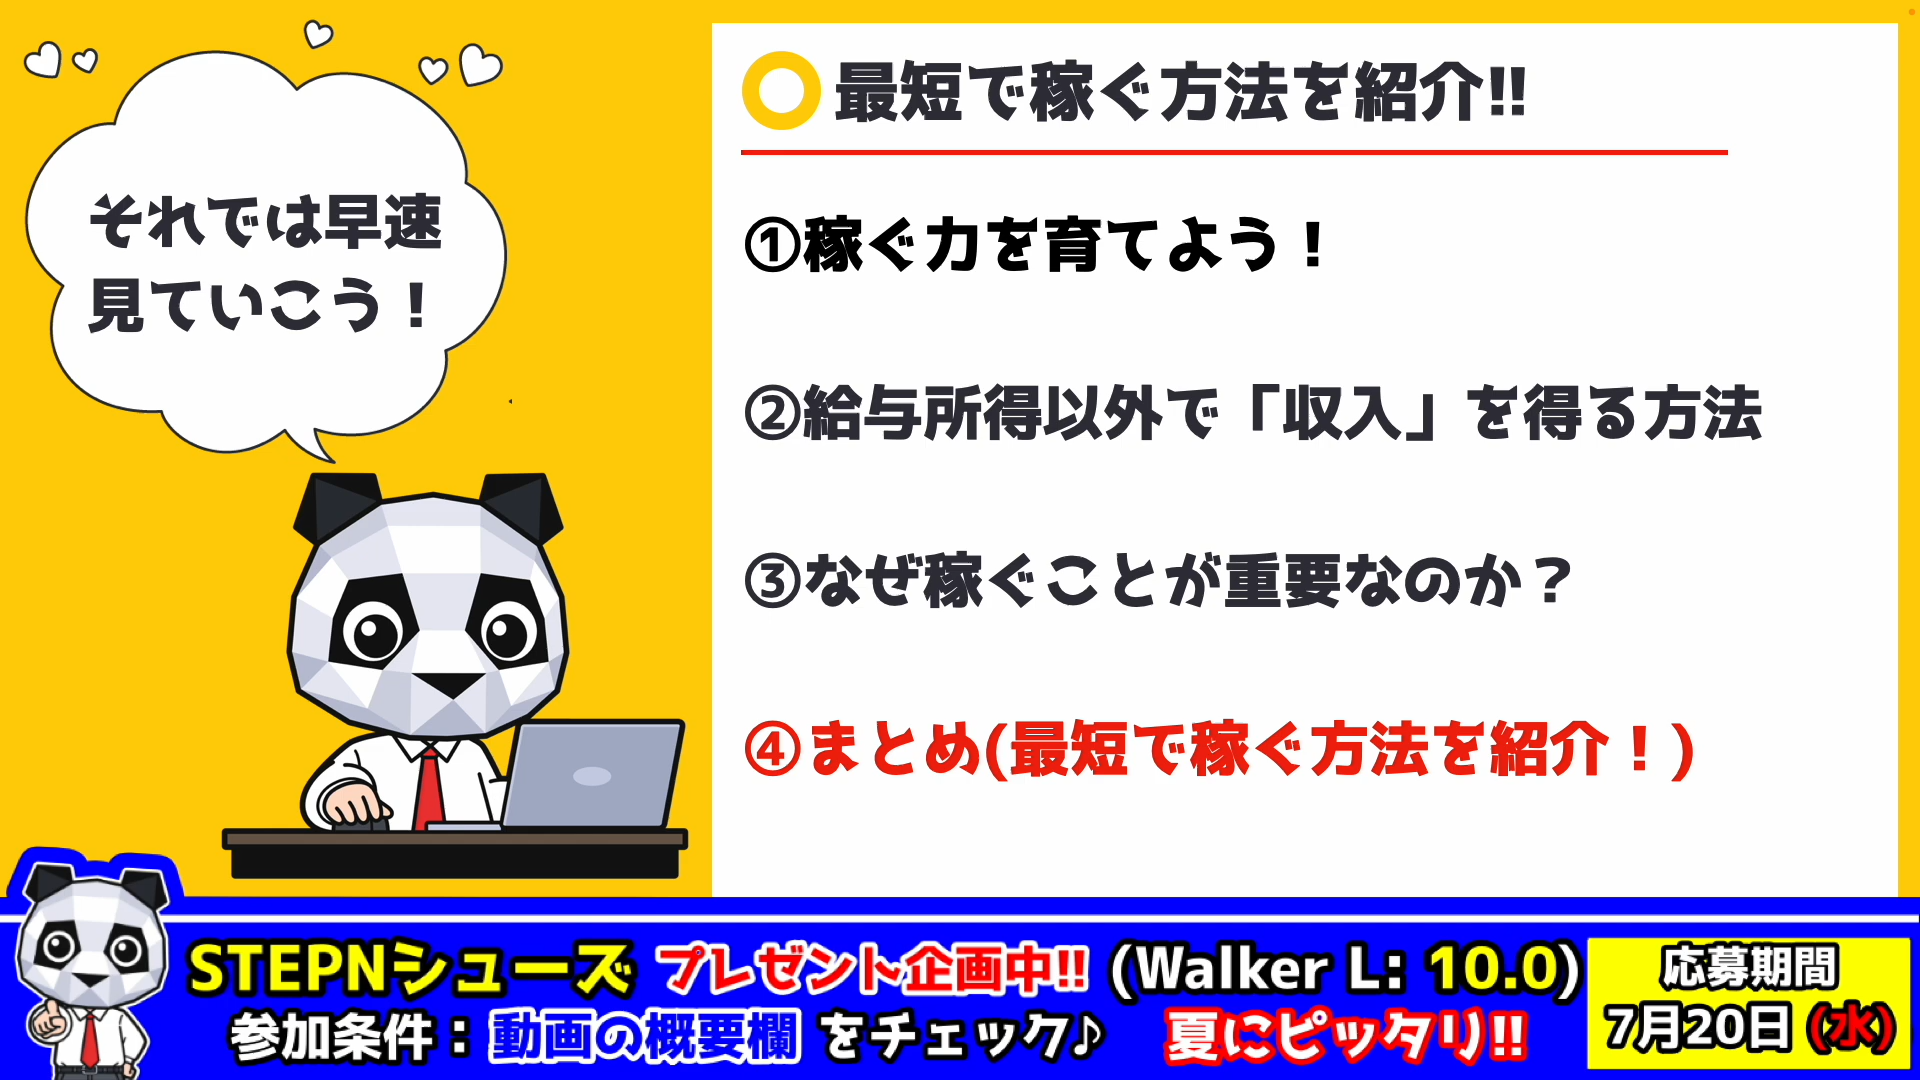 それでは早速
見ていこう！
最短で稼ぐ方法を紹介!!
①稼ぐ力を育てよう！
②給与所得以外で「収入」を得る方法
③なぜ稼ぐことが重要なのか？
④まとめ(最短で稼ぐ方法を紹介！)
STEPNシューズ プレゼント企画中!! (Walker L: 10.0)
参加条件：動画の概要欄 をチェック♪ 夏にピッタリ!!
応募期間
7月20日(水)